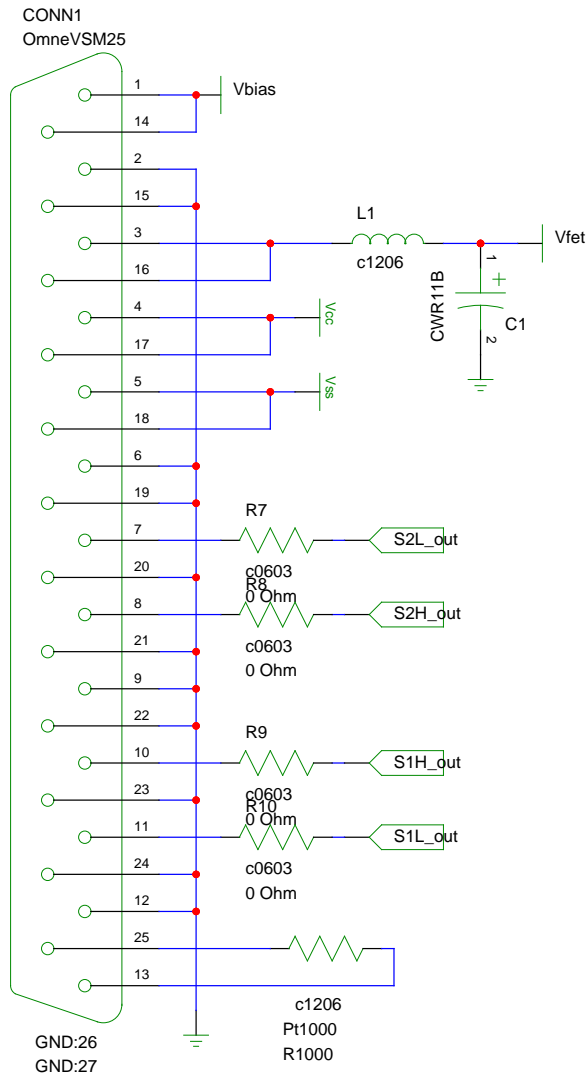 CONN1
OmneVSM25
1
Vbias
14
2
15
L1
3
Vfet
16
c1206
1
+
CWR11B
C1
2
4
Vcc
17
5
Vss
18
6
19
R7
7
S2L_out
c0603
20
R8
0 Ohm
8
S2H_out
21
c0603
0 Ohm
9
22
R9
10
S1H_out
c0603
23
R10
0 Ohm
11
S1L_out
24
c0603
0 Ohm
12
25
13
c1206
Pt1000
R1000
GND:26
GND:27